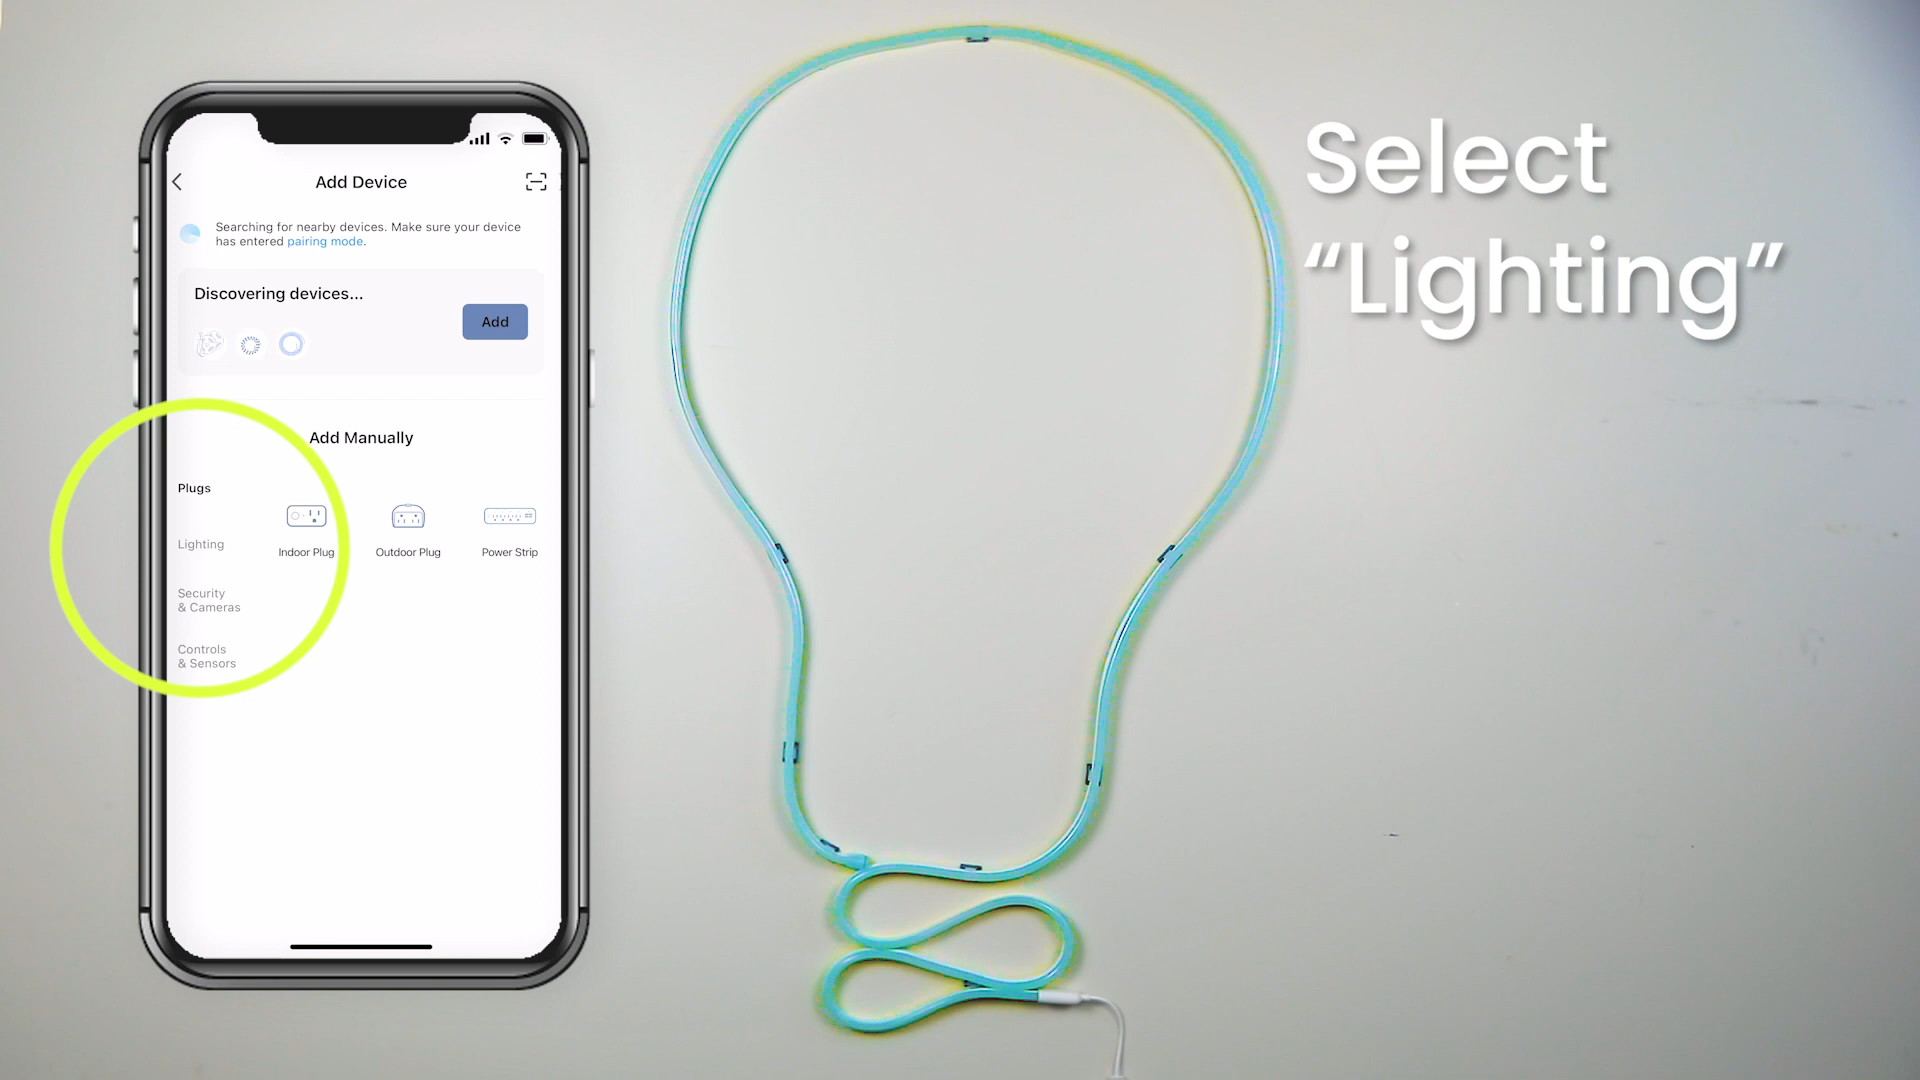 Add Device
Searching for nearby devices. Make sure your device
has entered pairing mode.
Discovering devices...
Add
Add Manually
Plugs
Lighting
Security
& Cameras
Controls
& Sensors
Indoor Plug
Outdoor Plug
Power Strip
Select
“Lighting”